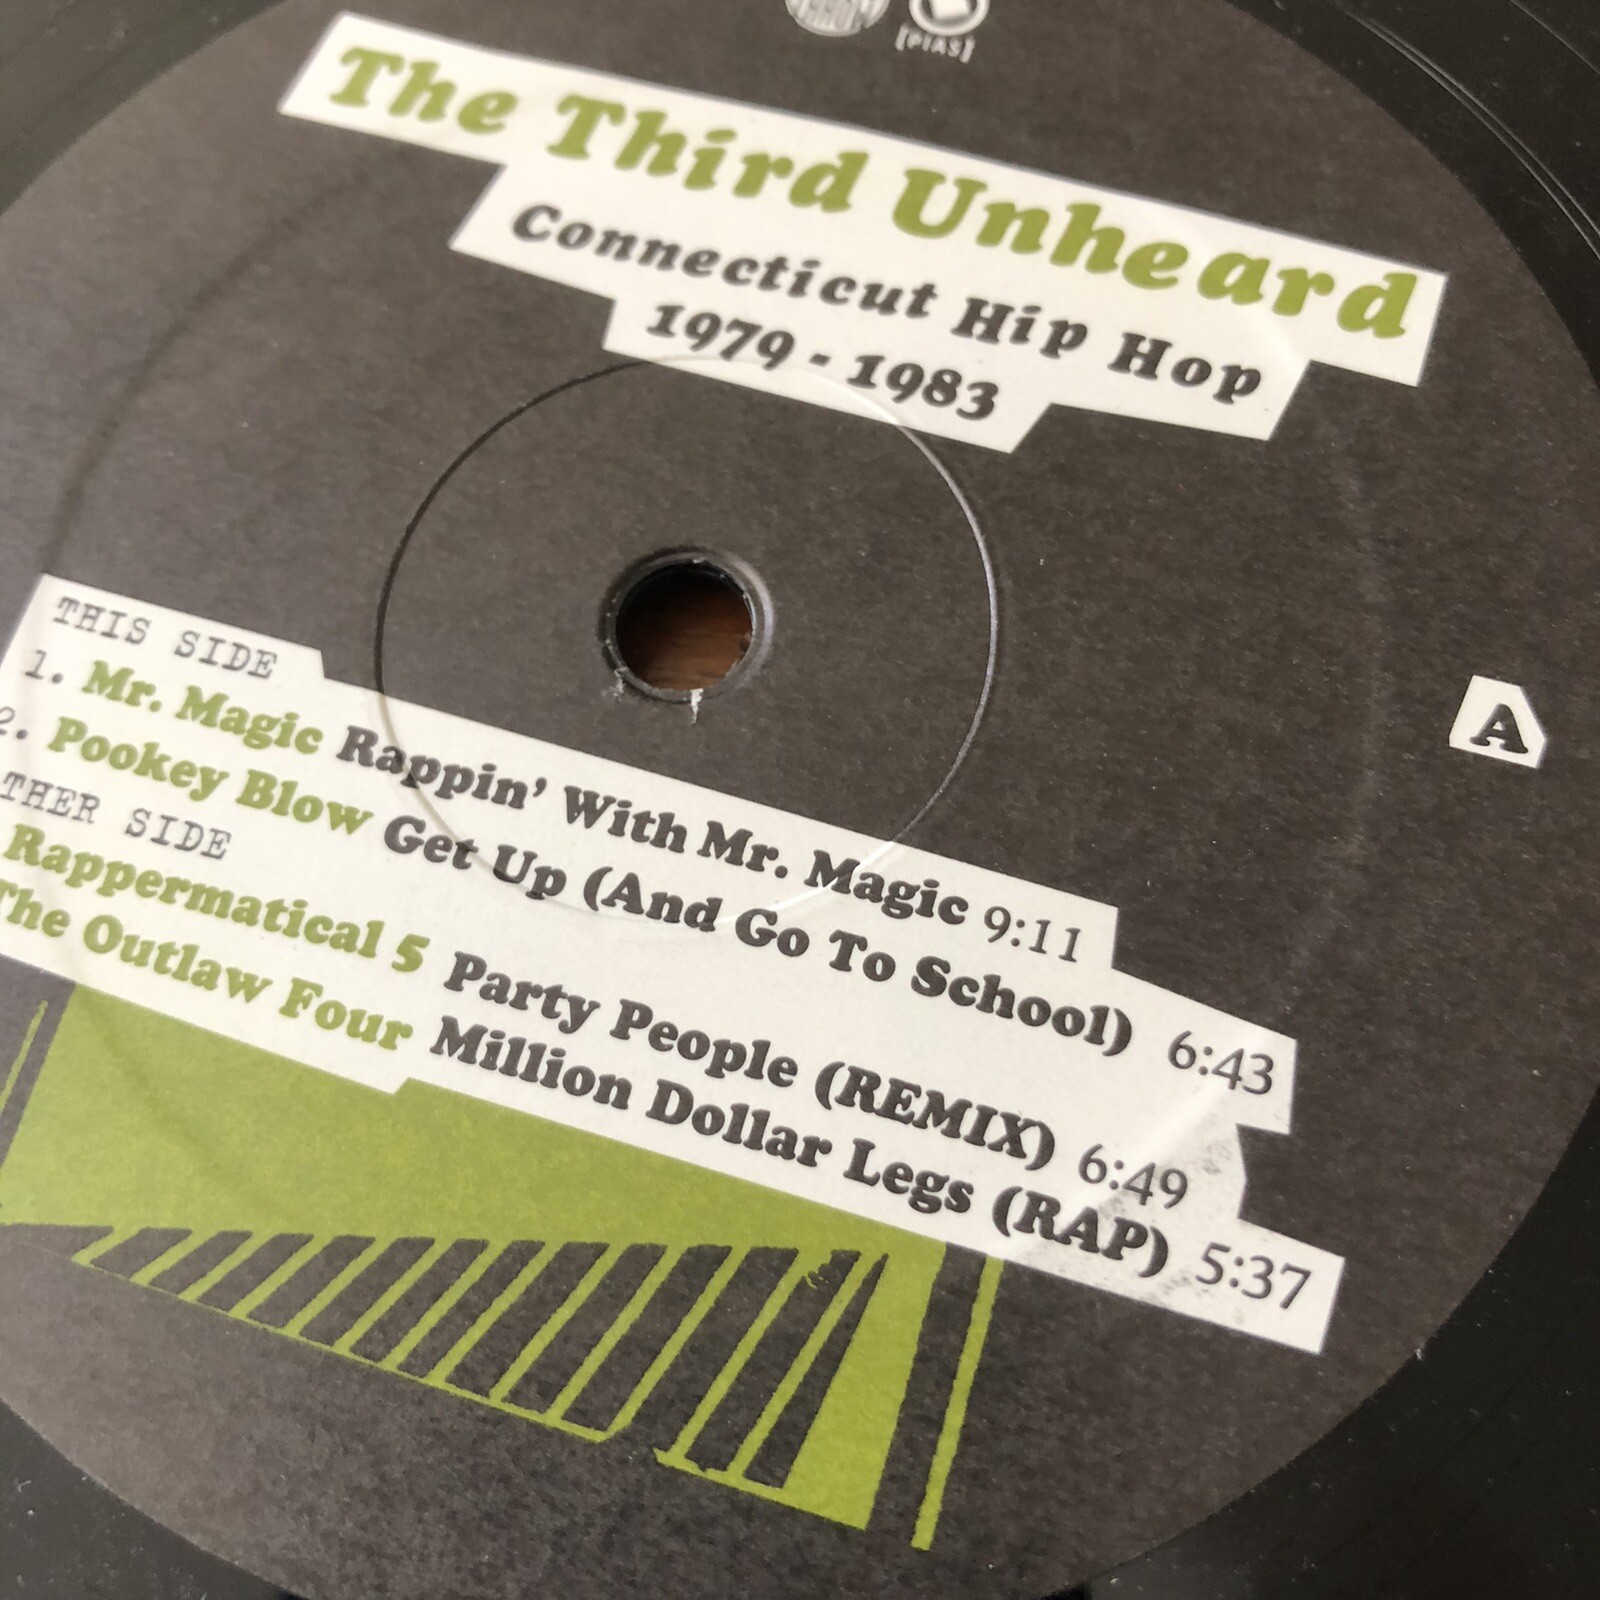 [PIAS]
The Third Unheard
Connecticut Hip Hop
1979 - 1983
A
THIS SIDE
1. Mr. Magic Rappin' With Mr. Magic 9:11
2. Pookey Blow Get Up (And Go To School) 6:43
THER SIDE
Rappermatical 5 Party People (REMIX) 6:49
The Outlaw Four Million Dollar Legs (RAP) 5:37